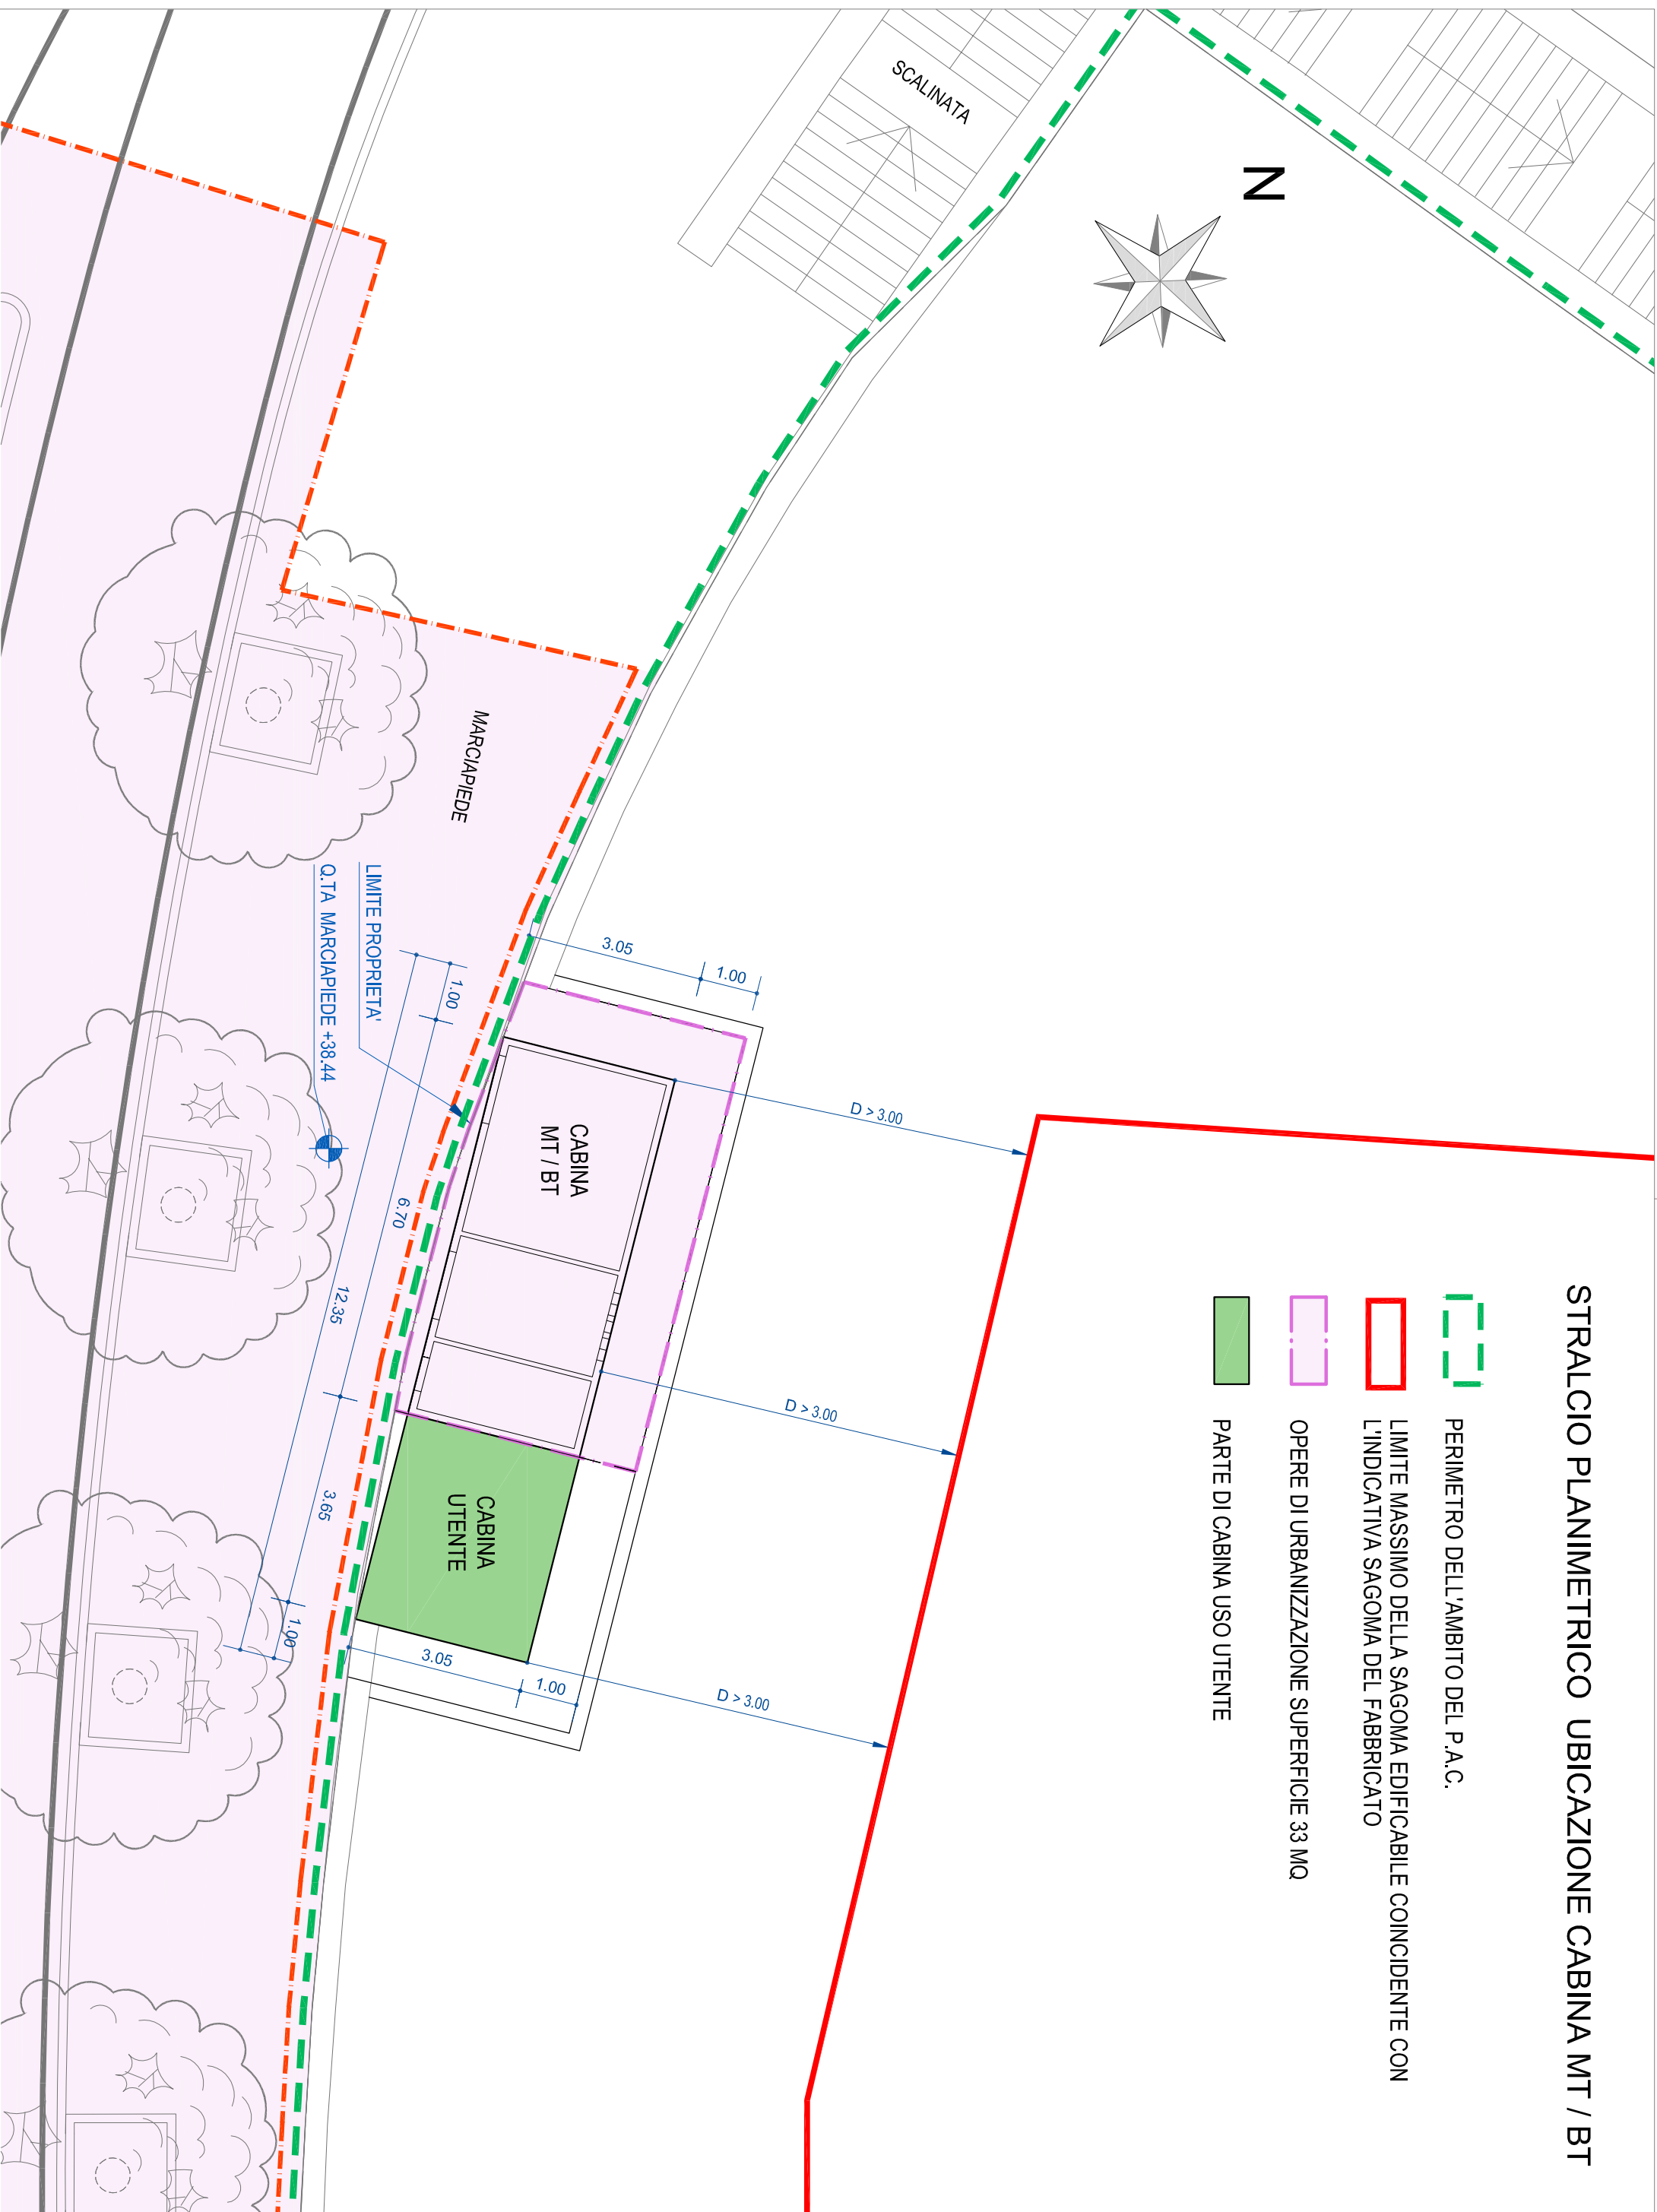 STRALCIO PLANIMETRICO UBICAZIONE CABINA MT / BT
PERIMETRO DELL'AMBITO DEL P.A.C.
LIMITE MASSIMO DELLA SAGOMA EDIFICABILE COINCIDENTE CON
L'INDICATIVA SAGOMA DEL FABBRICATO
OPERE DI URBANIZZAZIONE SUPERFICIE 33 MQ
PARTE DI CABINA USO UTENTE
N
SCALINATA
MARCIAPIEDE
LIMITE PROPRIETA'
Q.TA MARCIAPIEDE +38.44
3.05
1.00
1.00
6.70
12.35
3.65
1.00
3.05
1.00
D > 3.00
D > 3.00
D > 3.00
CABINA
MT / BT
CABINA
UTENTE